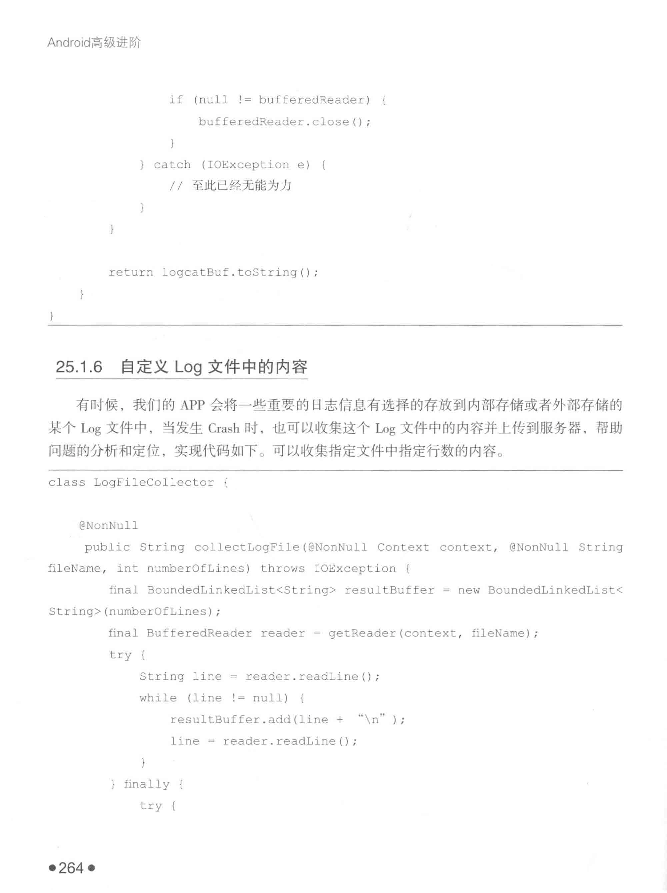 Android高级进阶
if (null != bufferedReader) {
bufferedReader.close();
}
} catch (IOException e) {
// 至此已经无能为力
}
}
return logcatBuf.toString();
}
}
25.1.6 自定义 Log 文件中的内容
有时候，我们的 APP 会将一些重要的日志信息有选择的存放到内部存储或者外部存储的
某个 Log 文件中，当发生 Crash 时，也可以收集这个 Log 文件中的内容并上传到服务器，帮助
问题的分析和定位，实现代码如下。可以收集指定文件中指定行数的内容。
class LogFileCollector {
@NonNull
public String collectLogFile(@NonNull Context context, @NonNull String
fileName, int numberOfLines) throws IOException {
final BoundedLinkedList<String> resultBuffer = new BoundedLinkedList<
String>(numberOfLines);
final BufferedReader reader = getReader(context, fileName);
try {
String line = reader.readLine();
while (line != null) {
resultBuffer.add(line + “\n” );
line = reader.readLine();
}
} finally {
try {
●264●